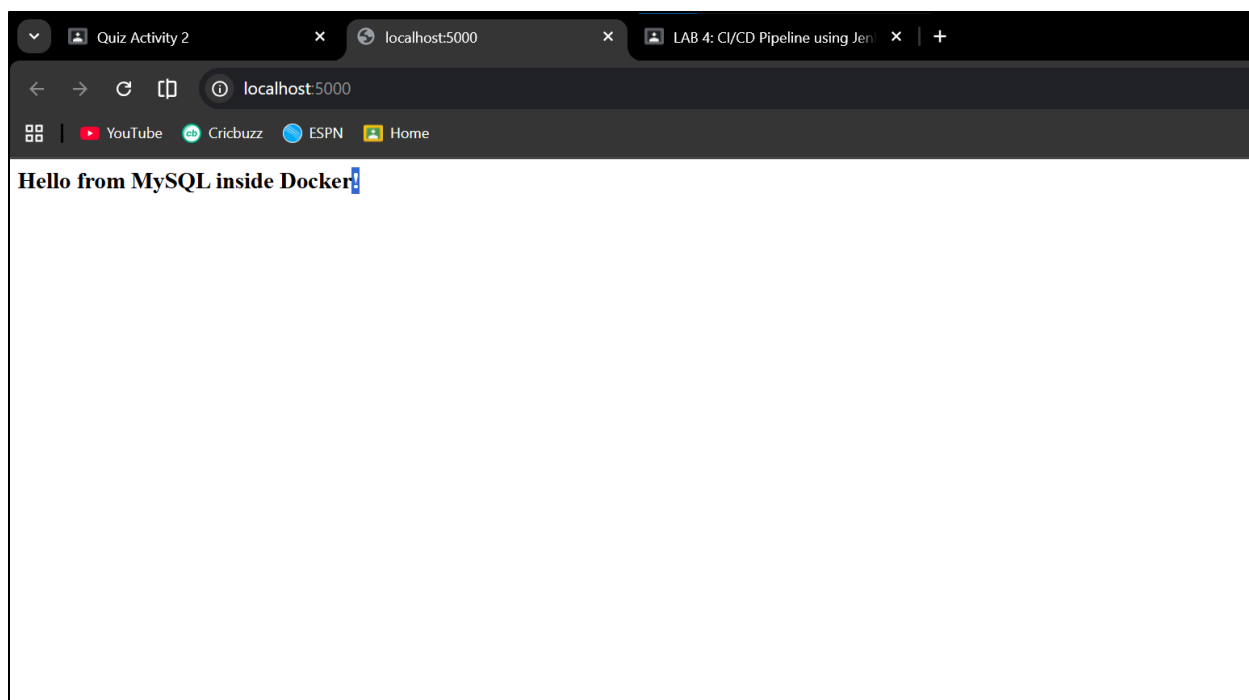 Quiz Activity 2
localhost:5000
LAB 4: CI/CD Pipeline using Jen
localhost:5000
YouTube
cb Cricbuzz
ESPN
Home
Hello from MySQL inside Docker!